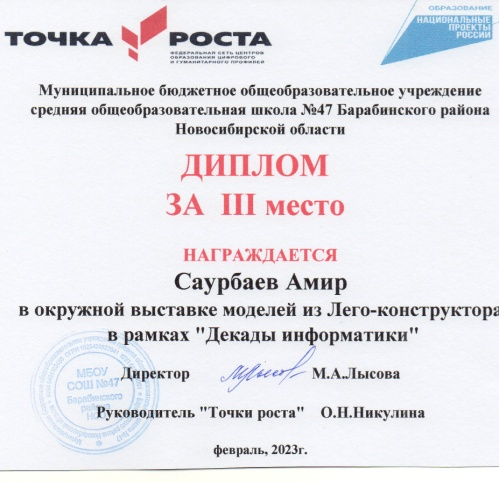 ОБРАЗОВАНИЕ
НАЦИОНАЛЬНЫЕ
ПРОЕКТЫ
РОССИИ
ТОЧКА РОСТА
ФЕДЕРАЛЬНАЯ СЕТЬ ЦЕНТРОВ
ОБРАЗОВАНИЯ ЦИФРОВОГО
И ГУМАНИТАРНОГО ПРОФИЛЕЙ
Муниципальное бюджетное общеобразовательное учреждение
средняя общеобразовательная школа №47 Барабинского района
Новосибирской области
ДИПЛОМ
ЗА III место
НАГРАЖДАЕТСЯ
Саурбаев Амир
в окружной выставке моделей из Лего-конструктора
в рамках "Декады информатики"
Директор М.А.Лысова
МБОУ
СОШ №47
Барабинского
района
Руководитель "Точки роста" О.Н.Никулина
февраль, 2023г.